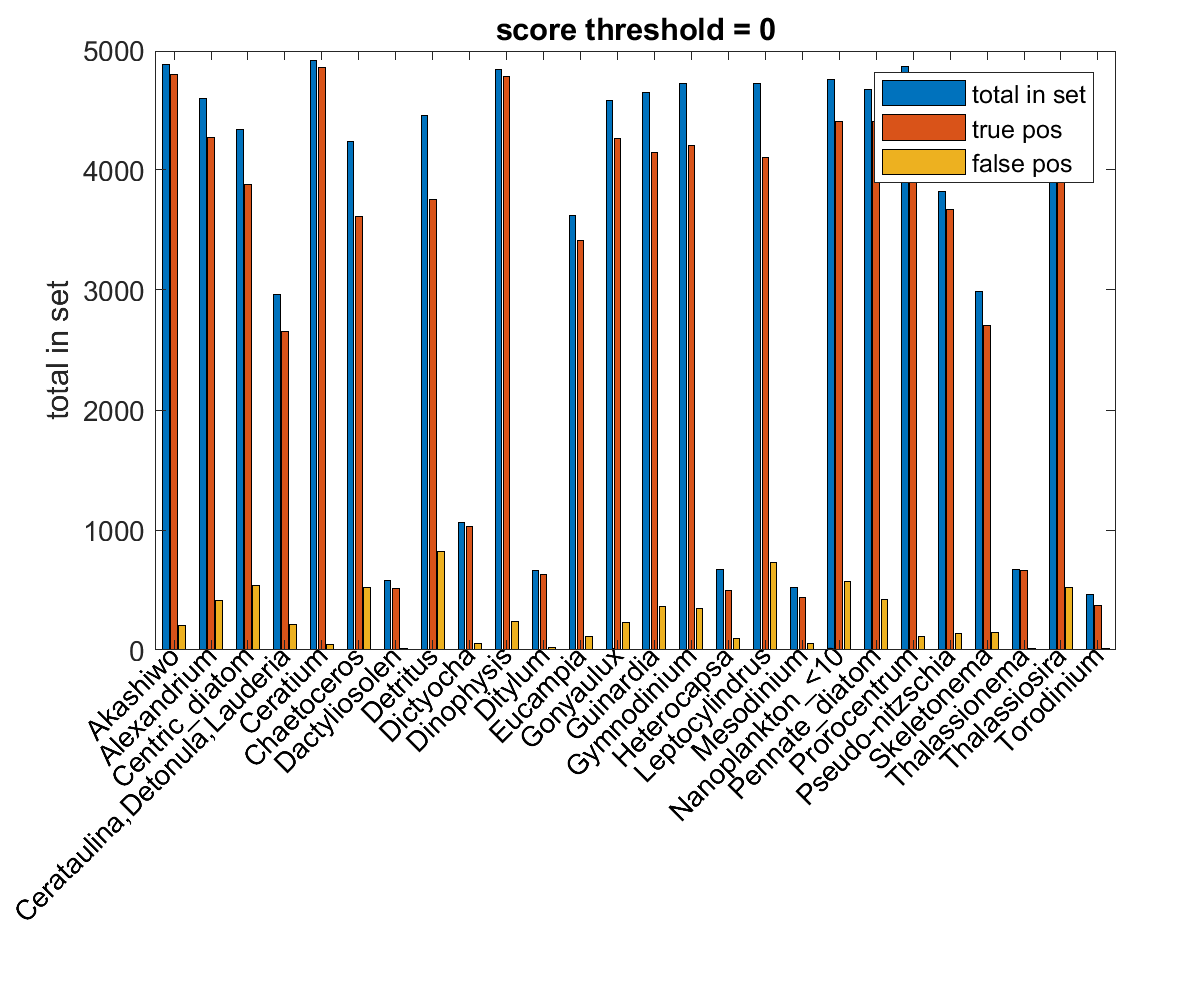 score threshold = 0
total in set
true pos
false pos
5000
4000
3000
2000
1000
0
total in set
Akashiwo
Alexandrium
Centric_diatom
Cerataulina,Detonula,Lauderia
Ceratium
Chaetoceros
Dactyliosolen
Detritus
Dictyocha
Dinophysis
Ditylum
Eucampia
Gonyaulux
Guinardia
Gymnodinium
Heterocapsa
Leptocylindrus
Mesodinium
Nanoplankton_<10
Pennate_diatom
Prorocentrum
Pseudo-nitzschia
Skeletonema
Thalassionema
Thalassiosira
Torodinium